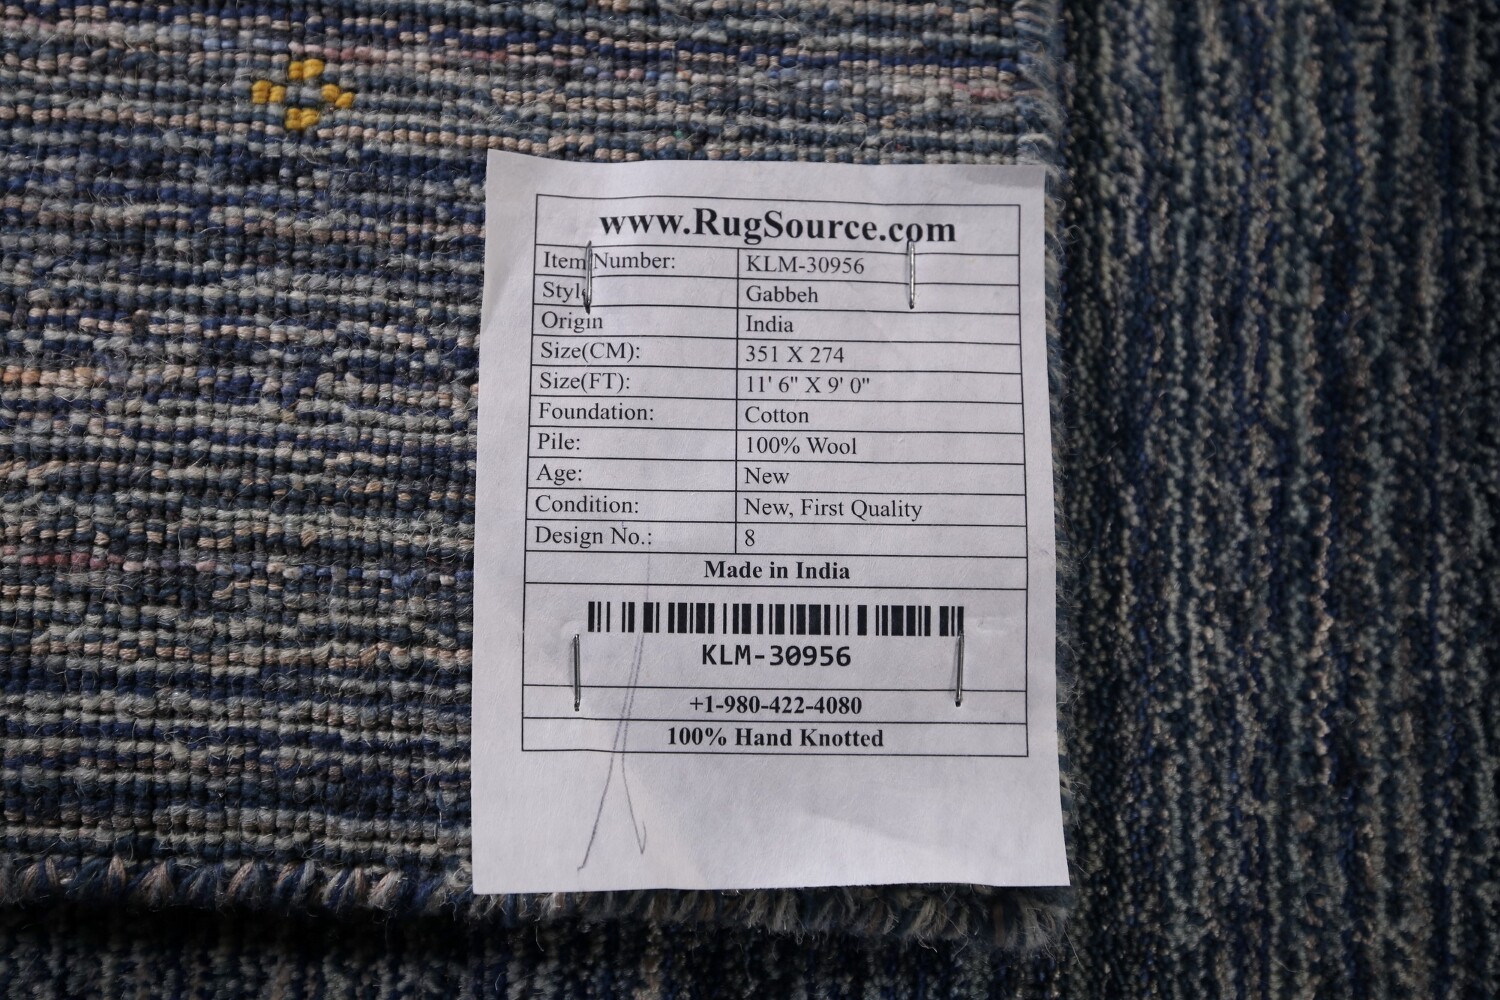 www.RugSource.com
Item Number: KLM-30956
Style Gabbeh
Origin India
Size(CM): 351 X 274
Size(FT): 11' 6" X 9' 0"
Foundation: Cotton
Pile: 100% Wool
Age: New
Condition: New, First Quality
Design No.: 8
Made in India
KLM-30956
+1-980-422-4080
100% Hand Knotted